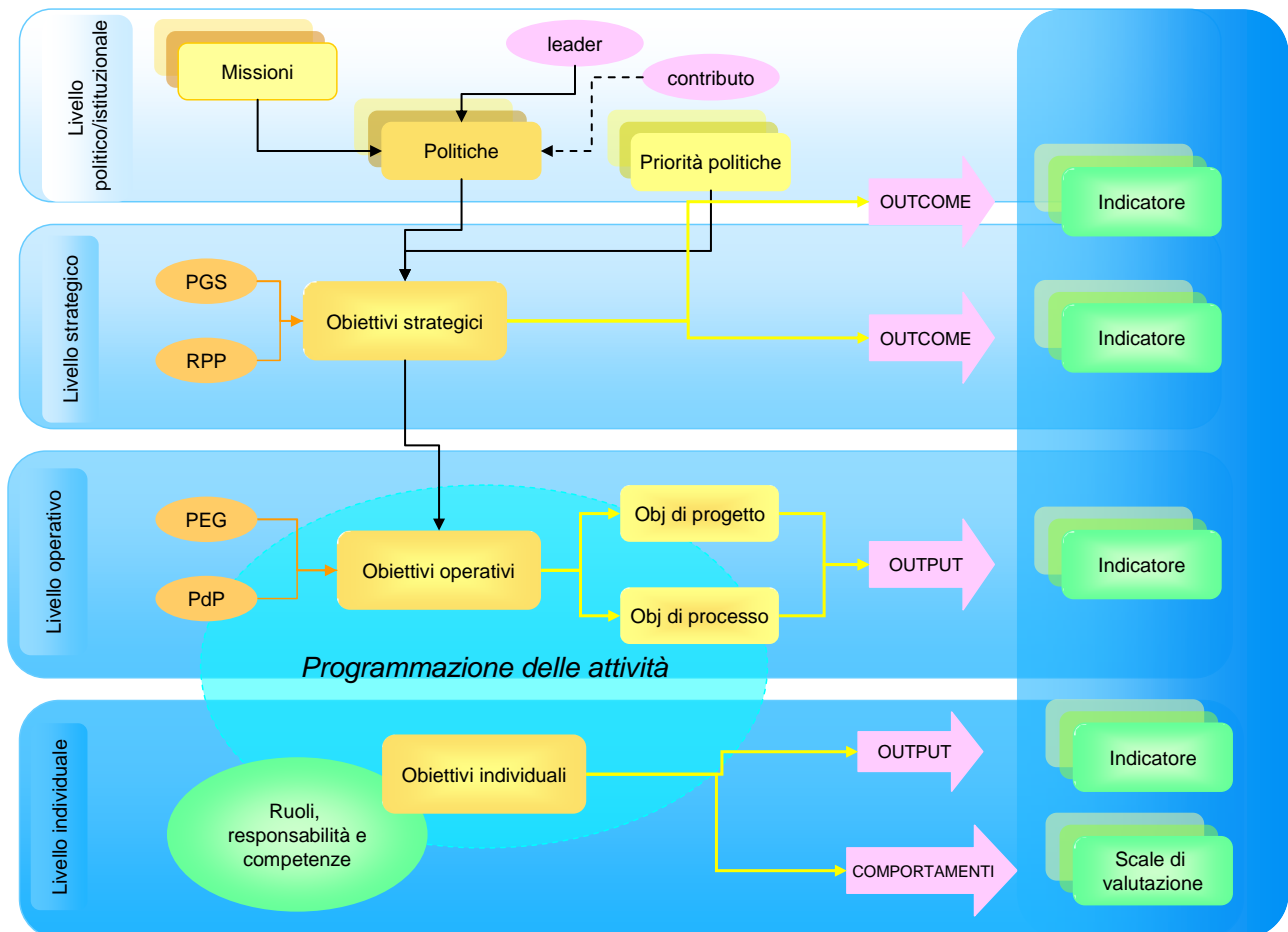 Livello
politico/istituzionale
Missioni
leader
contributo
Politiche
Priorità politiche
OUTCOME
Indicatore
Livello strategico
PGS
RPP
Obiettivi strategici
OUTCOME
Indicatore
Livello operativo
PEG
PdP
Obiettivi operativi
Obj di progetto
Obj di processo
OUTPUT
Indicatore
Programmazione delle attività
Livello individuale
Obiettivi individuali
Ruoli,
responsabilità e
competenze
OUTPUT
Indicatore
COMPORTAMENTI
Scale di
valutazione